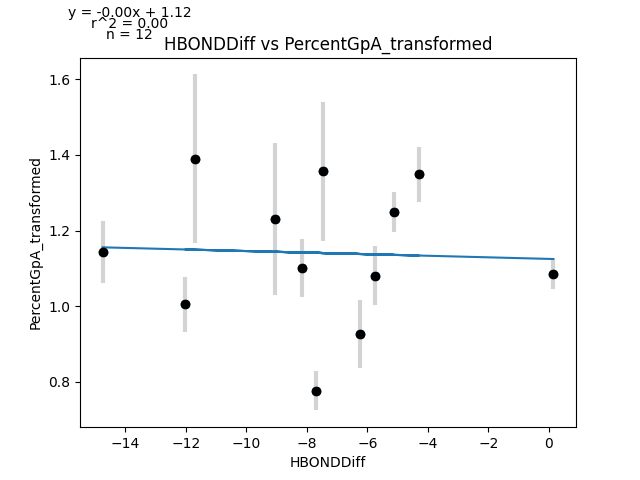 y = -0.00x + 1.12
r^2 = 0.00
n = 12
HBONDDiff vs PercentGpA_transformed
PercentGpA_transformed
1.6
1.4
1.2
1.0
0.8
−14
−12
−10
−8
−6
−4
−2
0
HBONDDiff